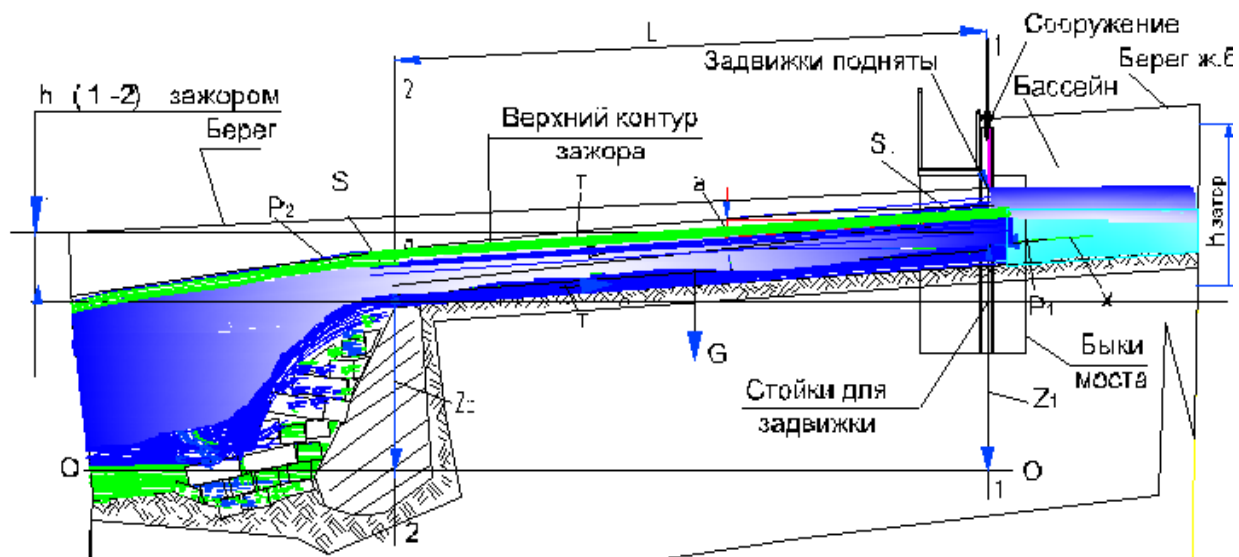 L
1
Сооружение
Задвижки подняты
Берег ж.б
2
Бассейн
h (1-2) зажором
Верхний контур
зажора
Берег
S
S.
T
a
P2
h затор
T
P1
x
G
Быки
моста
Стойки для
задвижки
Z1
O
O
1
2